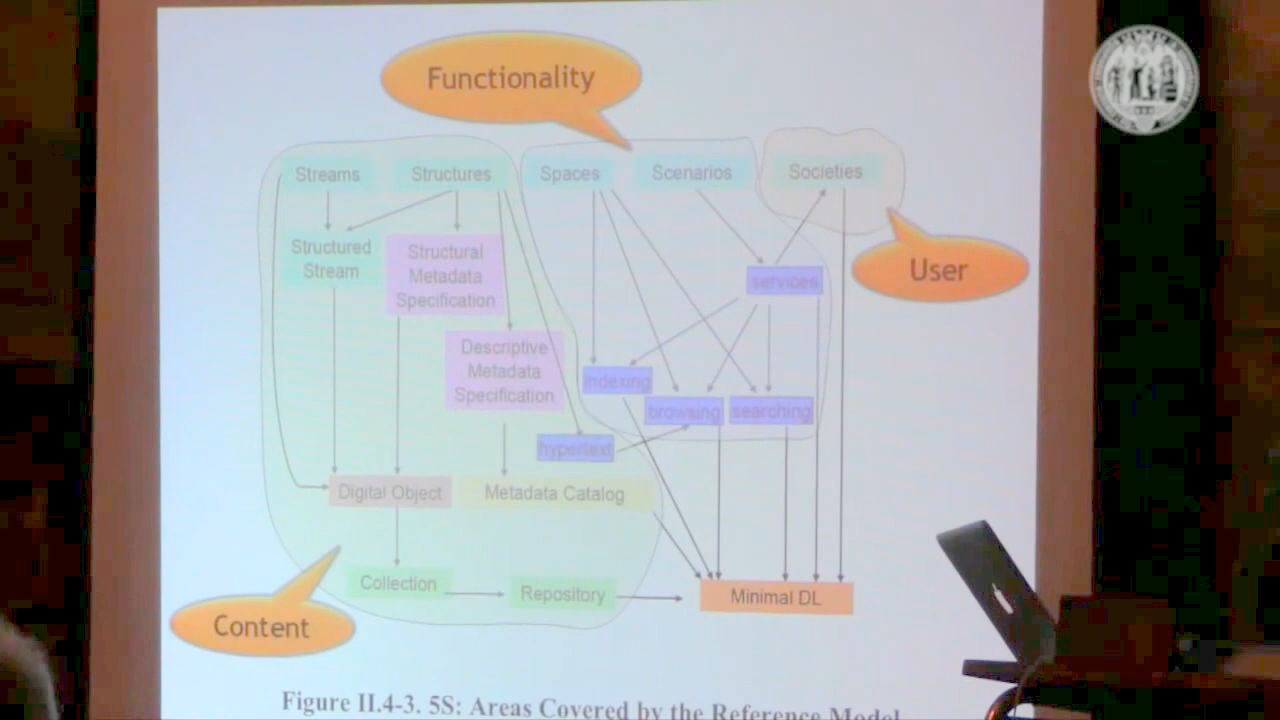 Functionality
Streams
Structures
Spaces
Scenarios
Societies
Structured
Stream
Structural
Metadata
Specification
User
services
Descriptive
Metadata
Specification
indexing
browsing
searching
hypertext
Digital Object
Metadata Catalog
Collection
Repository
Minimal DL
Content
Figure II.4-3. 5S: Areas Covered by the Reference Model